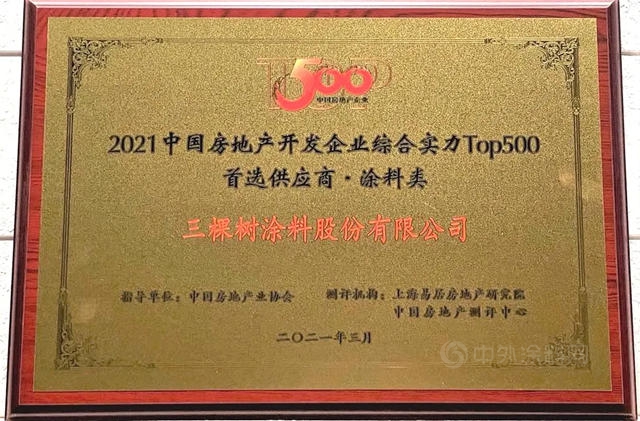 500
中国房地产企业
2021中国房地产开发企业综合实力Top500
首选供应商·涂料类
三棵树涂料股份有限公司
指导单位：中国房地产业协会 测评机构：上海易居房地产研究院
中国房地产测评中心
二〇二一年三月
中外涂料网